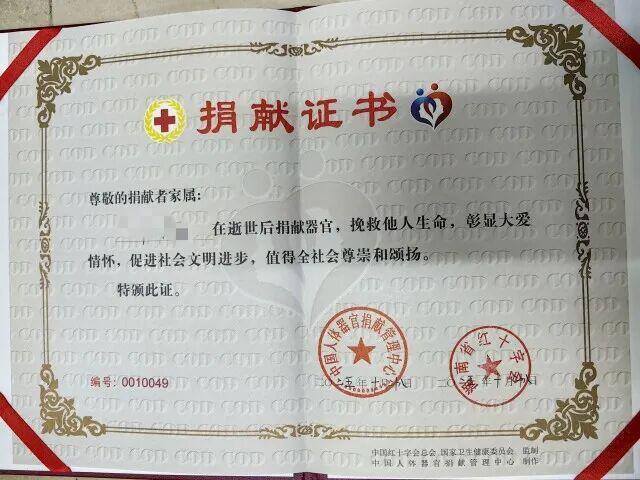 捐献证书
尊敬的捐献者家属:
在逝世后捐献器官,挽救他人生命,彰显大爱
情怀,促进社会文明进步,值得全社会尊崇和颂扬。
特颁此证。
中国人体器官捐献管理中心
湖南省红十字会
编号:0010049
中国红十字会总会 国家卫生健康委员会 监制
中国人体器官捐献管理中心 制作